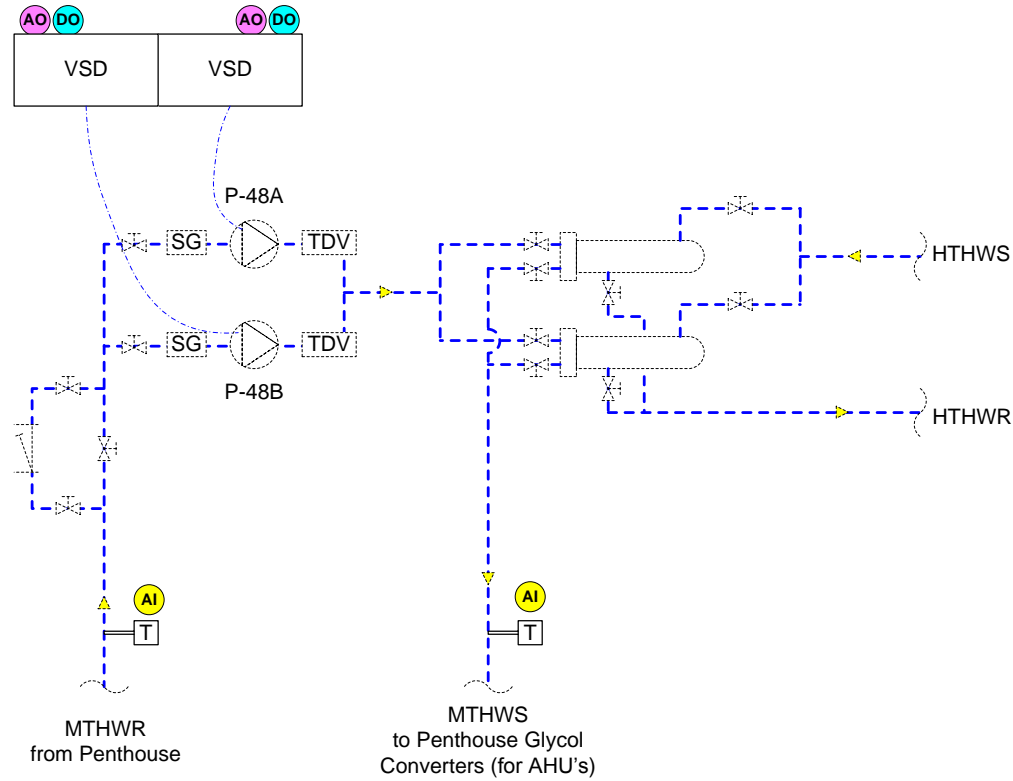 AO DO
AO DO
VSD
VSD
P-48A
SG
TDV
HTHWS
SG
TDV
P-48B
HTHWR
AI
T
AI
T
MTHWR
from Penthouse
MTHWS
to Penthouse Glycol
Converters (for AHU's)